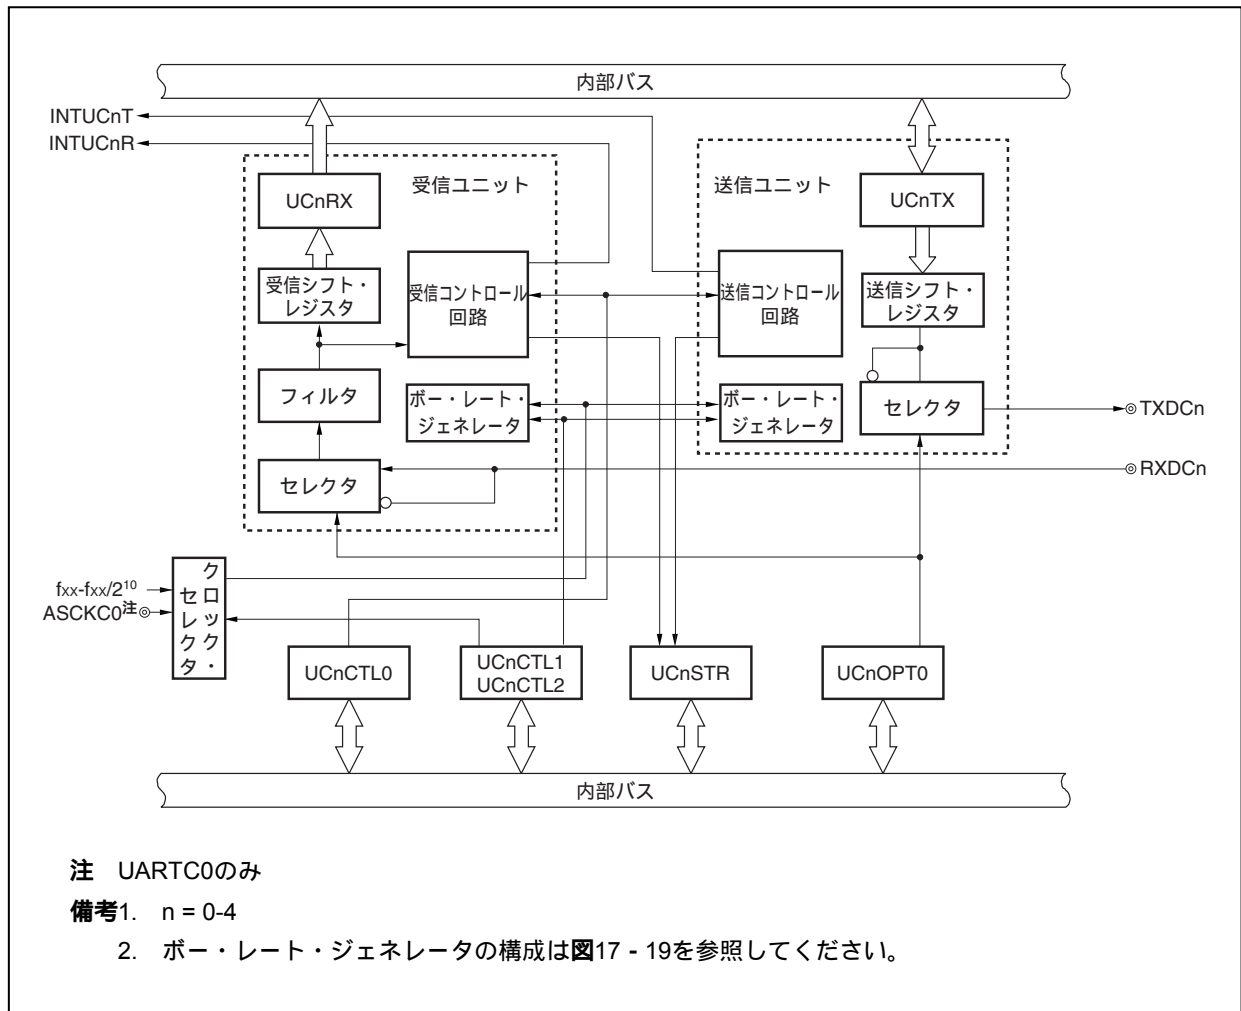 内部バス
INTUCnT
INTUCnR
受信ユニット
送信ユニット
UCnRX
UCnTX
受信シフト・
レジスタ
受信コントロール
回路
送信コントロール
回路
送信シフト・
レジスタ
フィルタ
ボー・レート・
ジェネレータ
ボー・レート・
ジェネレータ
セレクタ
TXDCn
セレクタ
RXDCn
クロック・
セレクタ
fxx-fxx/2¹⁰
ASCKC0注
UCnCTL0
UCnCTL1
UCnCTL2
UCnSTR
UCnOPT0
内部バス
注 UARTC0のみ
備考1. n = 0-4
2. ボー・レート・ジェネレータの構成は図17 - 19を参照してください。